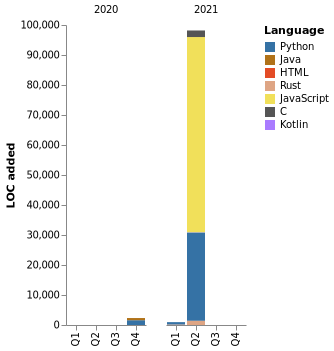 2020 2021
Language
Python
Java
HTML
Rust
JavaScript
C
Kotlin
LOC added
100,000
90,000
80,000
70,000
60,000
50,000
40,000
30,000
20,000
10,000
0
Q1 Q2 Q3 Q4 Q1 Q2 Q3 Q4